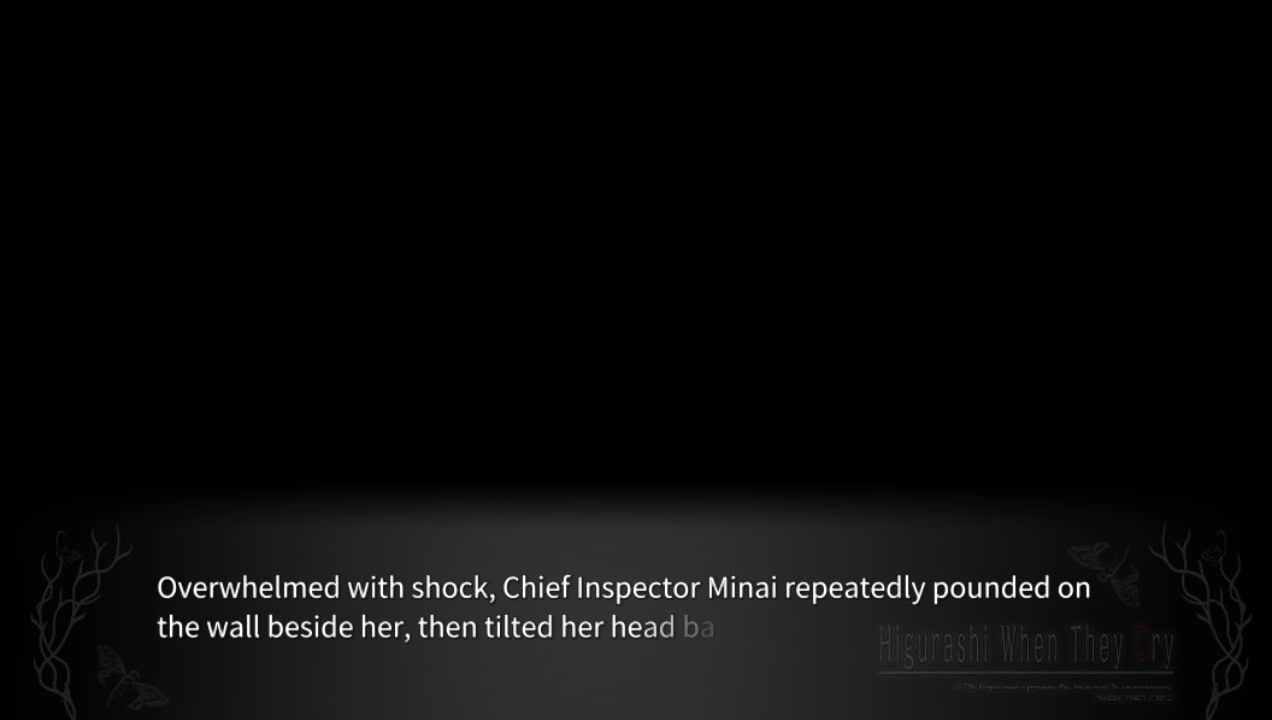 Overwhelmed with shock, Chief Inspector Minai repeatedly pounded on
the wall beside her, then tilted her head ba
Higurashi When They Cry